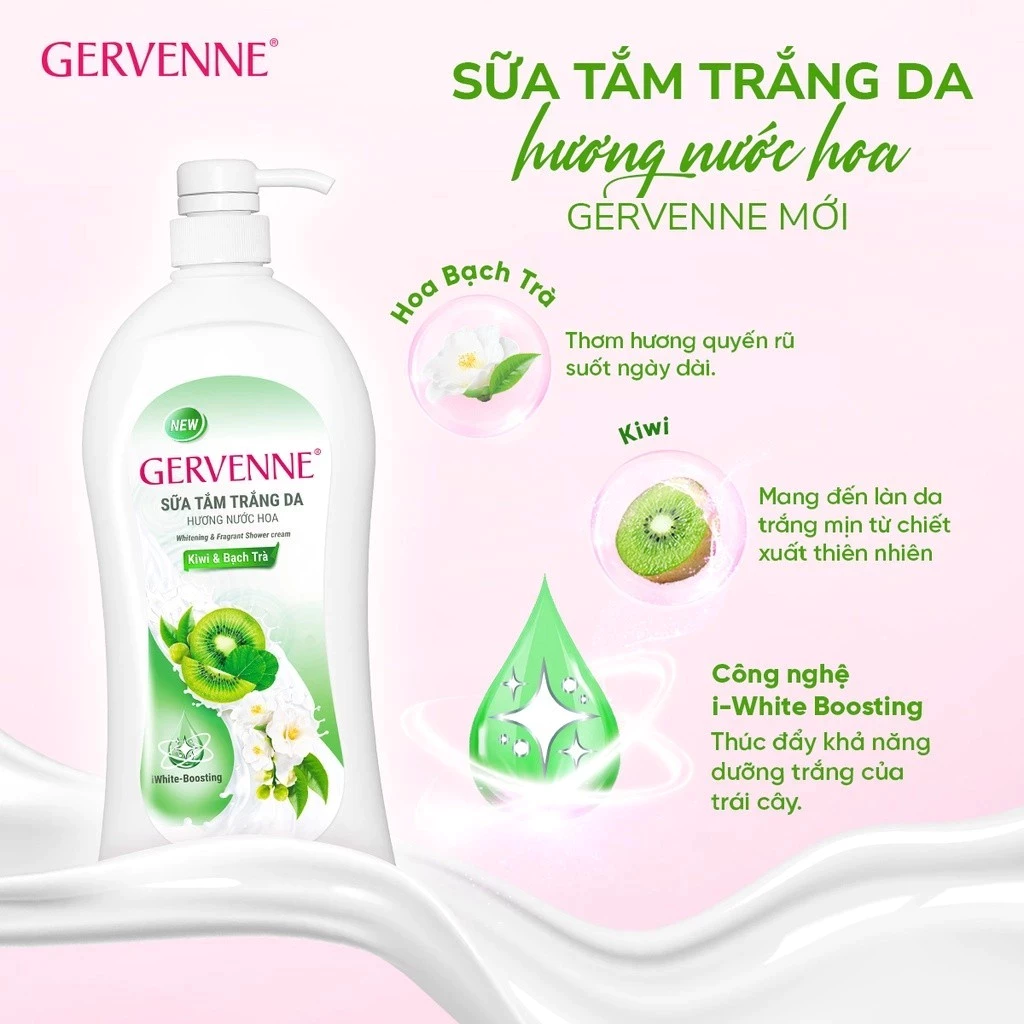 GERVENNE®
SỮA TẮM TRẮNG DA
hương nước hoa
GERVENNE MỚI
Hoa Bạch Trà
Thơm hương quyến rũ
suốt ngày dài.
Kiwi
Mang đến làn da
trắng mịn từ chiết
xuất thiên nhiên
Công nghệ
i-White Boosting
Thúc đẩy khả năng
dưỡng trắng của
trái cây.
NEW
GERVENNE®
SỮA TẮM TRẮNG DA
HƯƠNG NƯỚC HOA
Whitening & Fragrant Shower cream
Kiwi & Bạch Trà
iWhite-Boosting